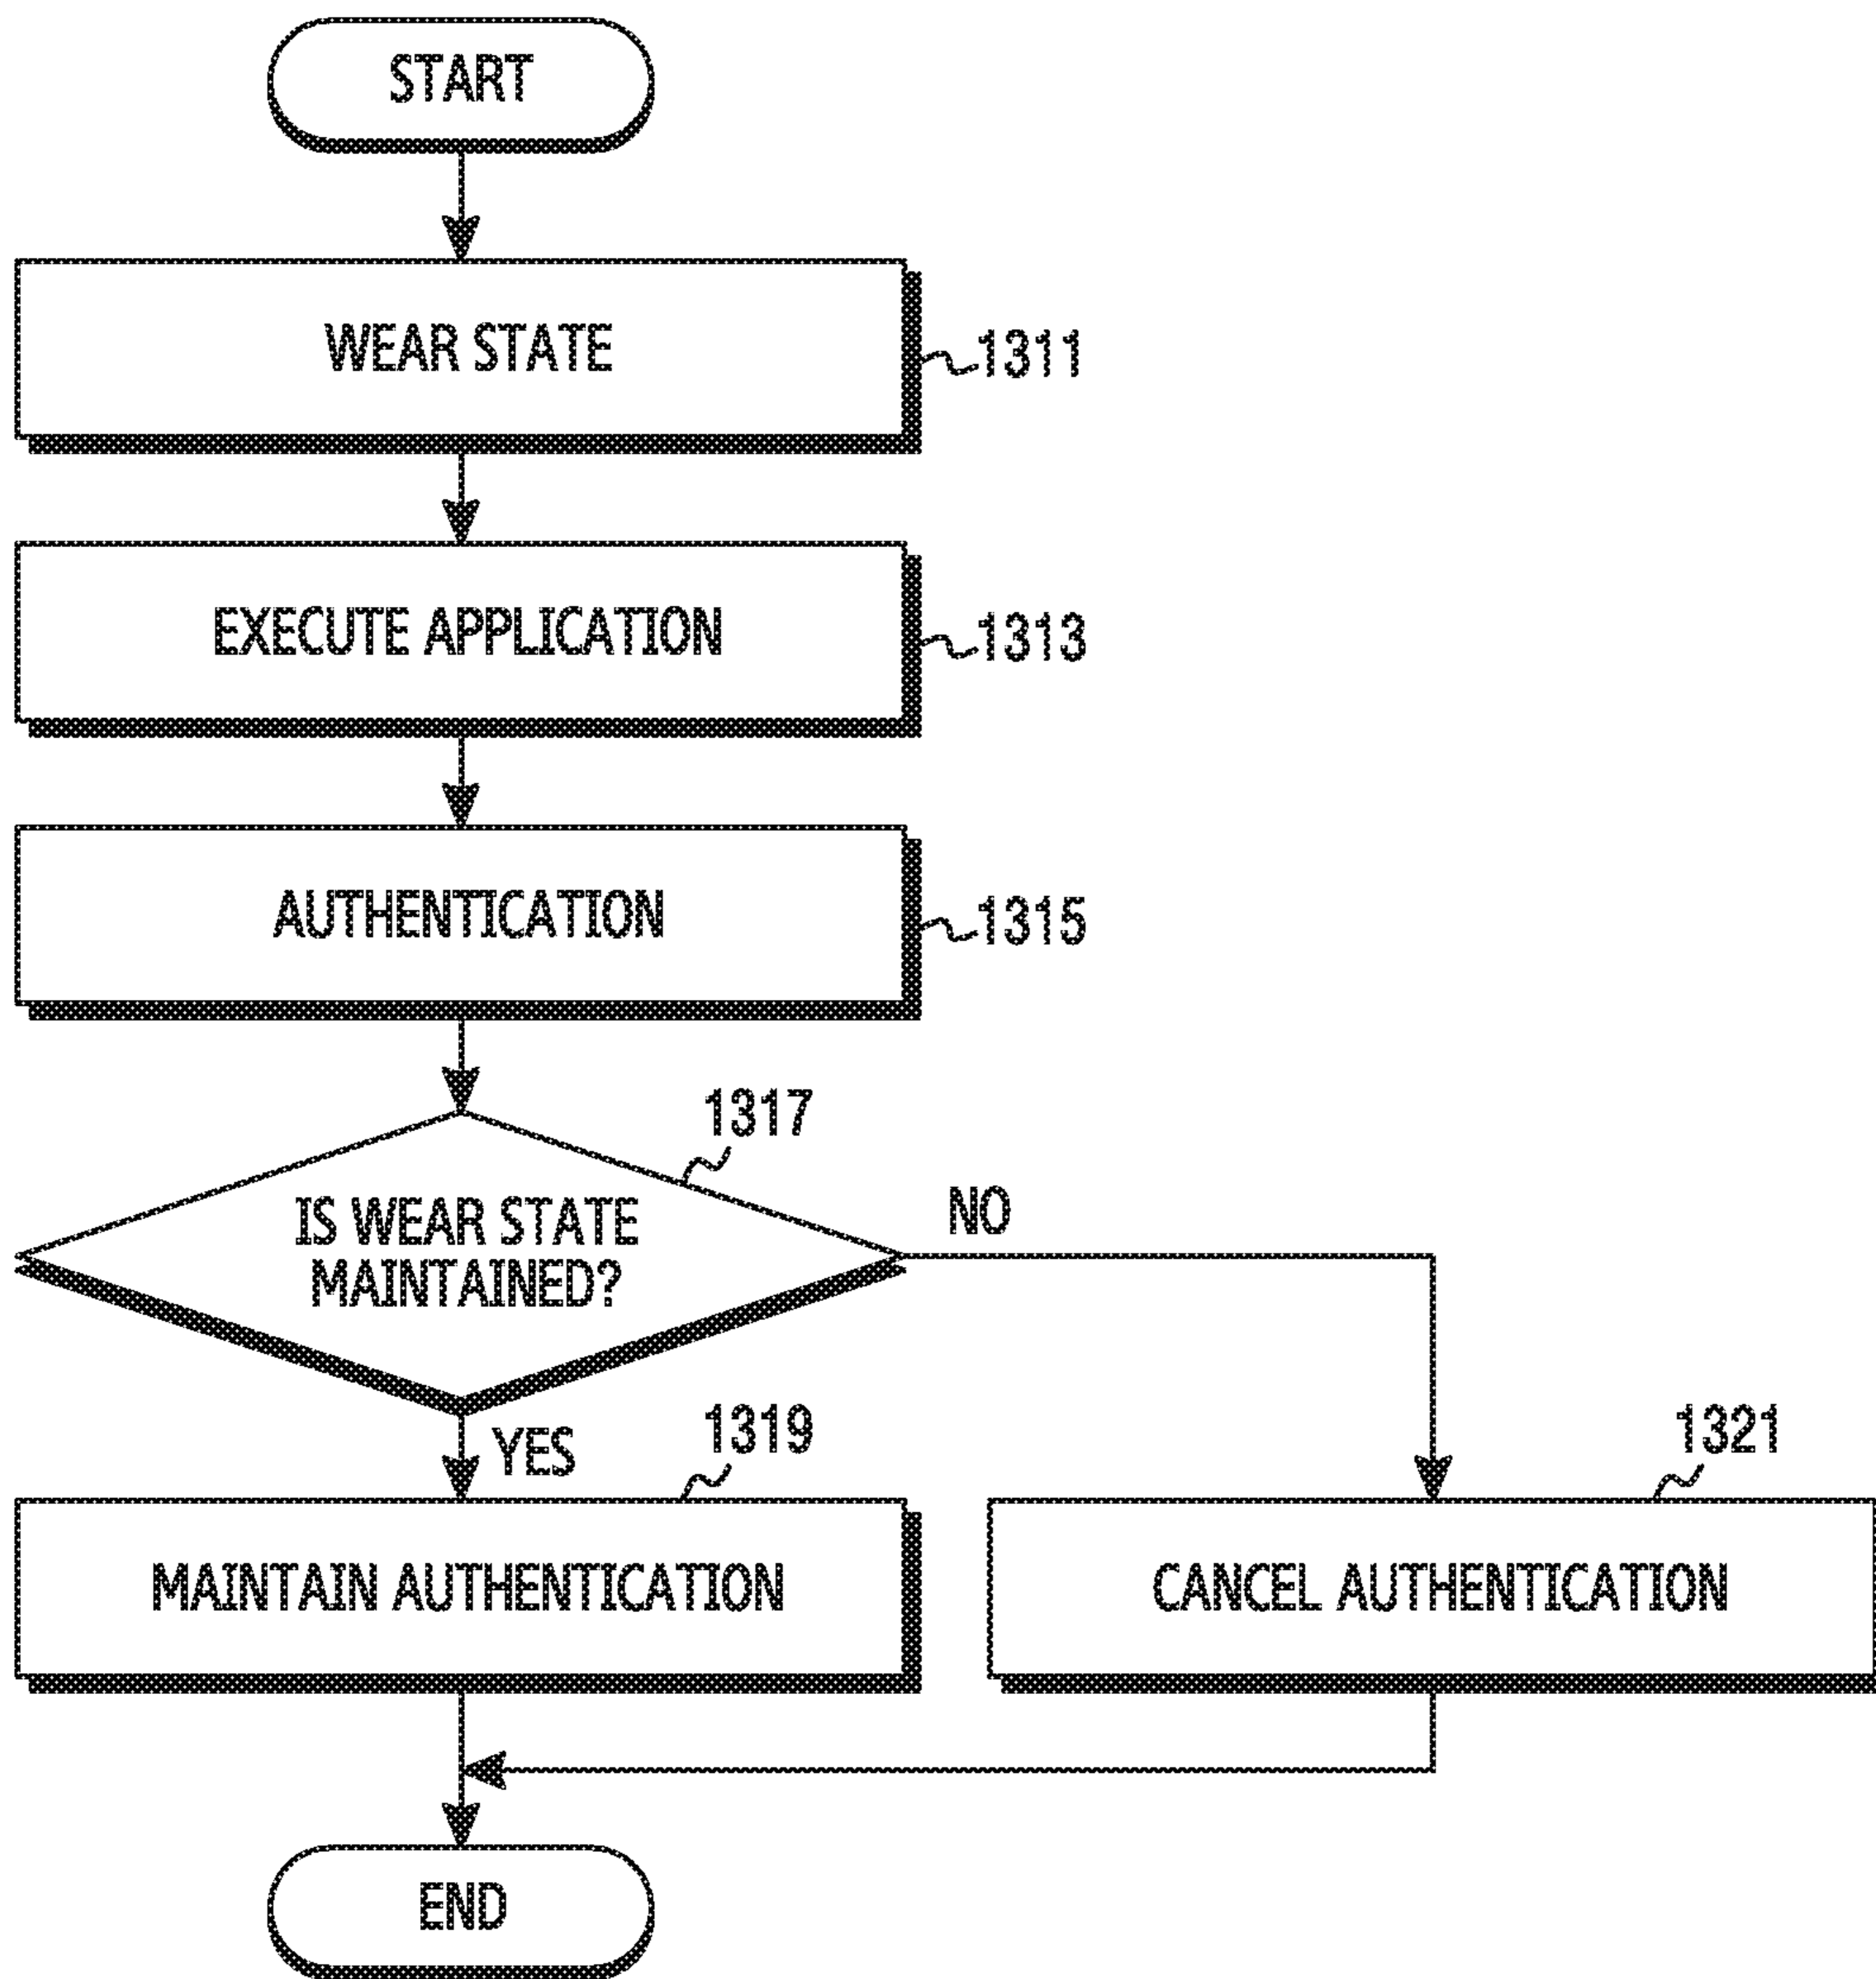 START
WEAR STATE
1311
EXECUTE APPLICATION
1313
AUTHENTICATION
1315
1317
IS WEAR STATE
MAINTAINED?
NO
YES
1319
1321
MAINTAIN AUTHENTICATION
CANCEL AUTHENTICATION
END